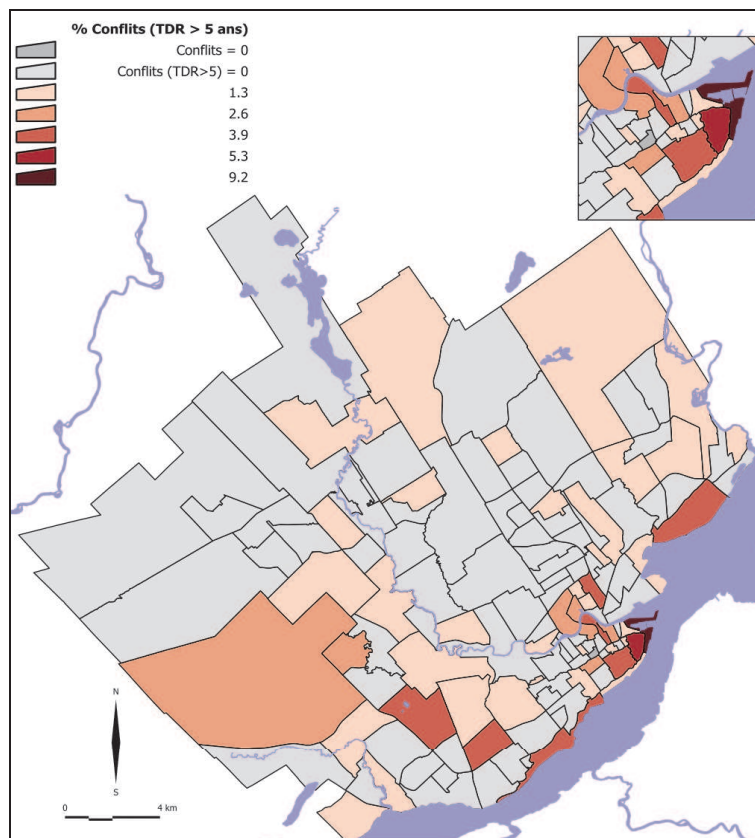 % Conflits (TDR > 5 ans)
Conflits = 0
Conflits (TDR>5) = 0
1.3
2.6
3.9
5.3
9.2
N
S
0 4 km